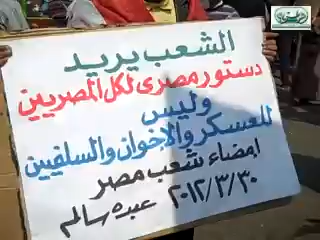 الشعب يريد
دستور مصرى لكل المصريين
وليس
للعسكر والاخوان والسلفيين
امضاء شعب مصر
٢٠١٢/٣/٣٠ عبده سالم